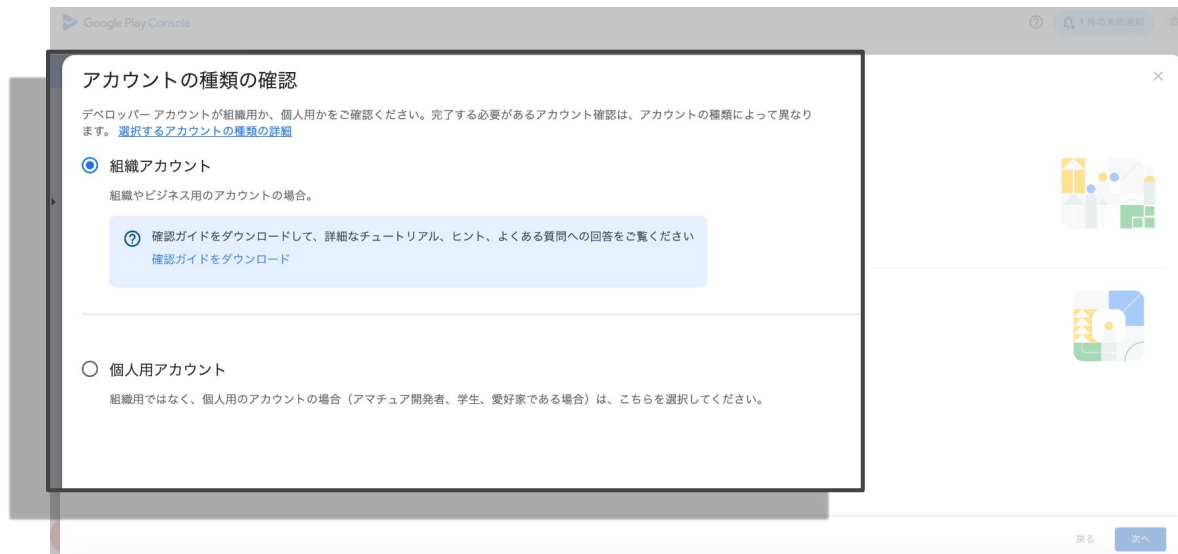 Google Play Console
1 件の未読通知
アカウントの種類の確認
デベロッパー アカウントが組織用か、個人用かをご確認ください。完了する必要があるアカウント確認は、アカウントの種類によって異なり
ます。 選択するアカウントの種類の詳細
組織アカウント
組織やビジネス用のアカウントの場合。
確認ガイドをダウンロードして、詳細なチュートリアル、ヒント、よくある質問への回答をご覧ください
確認ガイドをダウンロード
個人用アカウント
組織用ではなく、個人用のアカウントの場合（アマチュア開発者、学生、愛好家である場合）は、こちらを選択してください。
戻る 次へ